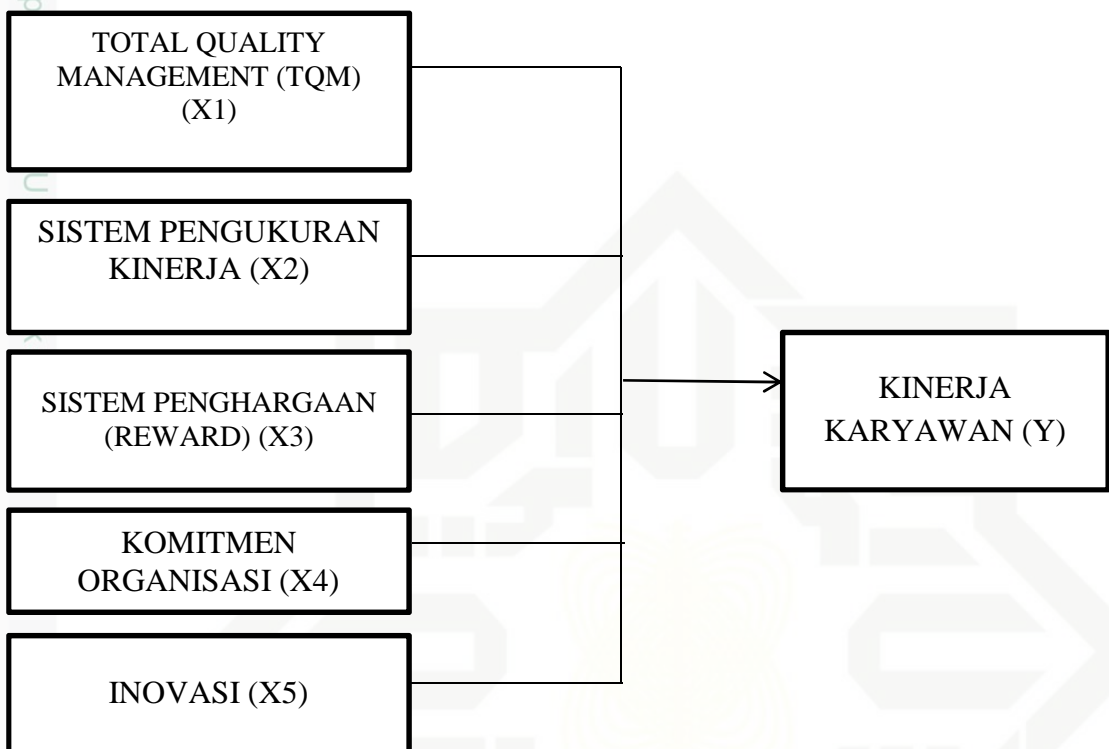 TOTAL QUALITY
MANAGEMENT (TQM)
(X1)
SISTEM PENGUKURAN
KINERJA (X2)
SISTEM PENGHARGAAN
(REWARD) (X3)
KOMITMEN
ORGANISASI (X4)
INOVASI (X5)
KINERJA
KARYAWAN (Y)